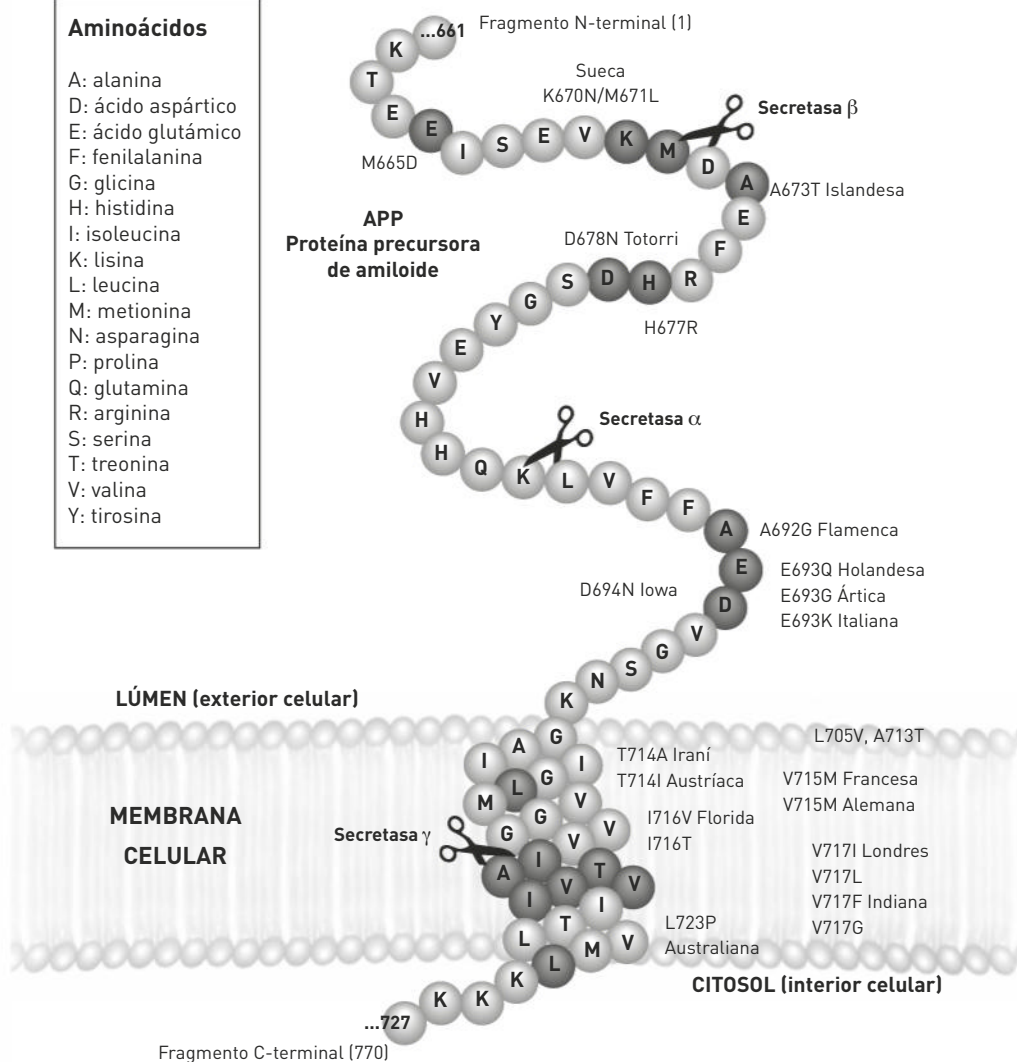 Aminoácidos
A: alanina
D: ácido aspártico
E: ácido glutámico
F: fenilalanina
G: glicina
H: histidina
I: isoleucina
K: lisina
L: leucina
M: metionina
N: asparagina
P: prolina
Q: glutamina
R: arginina
S: serina
T: treonina
V: valina
Y: tirosina
Fragmento N-terminal (1)
...661
K
T
E
E
I
S
E
V
K
M
D
A
E
F
R
H
D
S
G
Y
E
V
H
H
Q
K
L
V
F
F
A
E
D
V
G
S
N
K
G
A
I
I
G
L
M
V
G
G
V
V
I
A
T
V
V
I
I
T
L
V
M
L
K
K
K
...727
Sueca
K670N/M671L
Secretasa β
M665D
A673T Islandesa
APP
Proteína precursora
de amiloide
D678N Totorri
H677R
Secretasa α
A692G Flamenca
E693Q Holandesa
E693G Ártica
E693K Italiana
D694N Iowa
LÚMEN (exterior celular)
MEMBRANA
CELULAR
Secretasa γ
T714A Iraní
T714I Austríaca
I716V Florida
I716T
L705V, A713T
V715M Francesa
V715M Alemana
V717I Londres
V717L
V717F Indiana
V717G
L723P
Australiana
CITOSOL (interior celular)
Fragmento C-terminal (770)